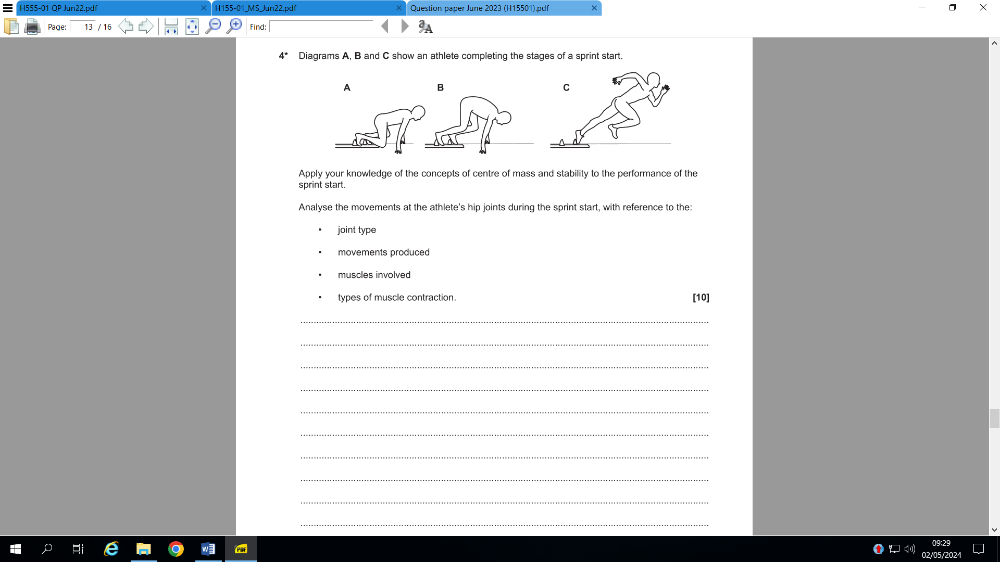 H555-01 QP Jun22.pdf
H155-01_MS_Jun22.pdf
Question paper June 2023 (H15501).pdf
Page: 13 / 16
Find:
4* Diagrams A, B and C show an athlete completing the stages of a sprint start.
A
B
C
Apply your knowledge of the concepts of centre of mass and stability to the performance of the
sprint start.
Analyse the movements at the athlete's hip joints during the sprint start, with reference to the:
• joint type
• movements produced
• muscles involved
• types of muscle contraction. [10]
PDF
09:29
02/05/2024